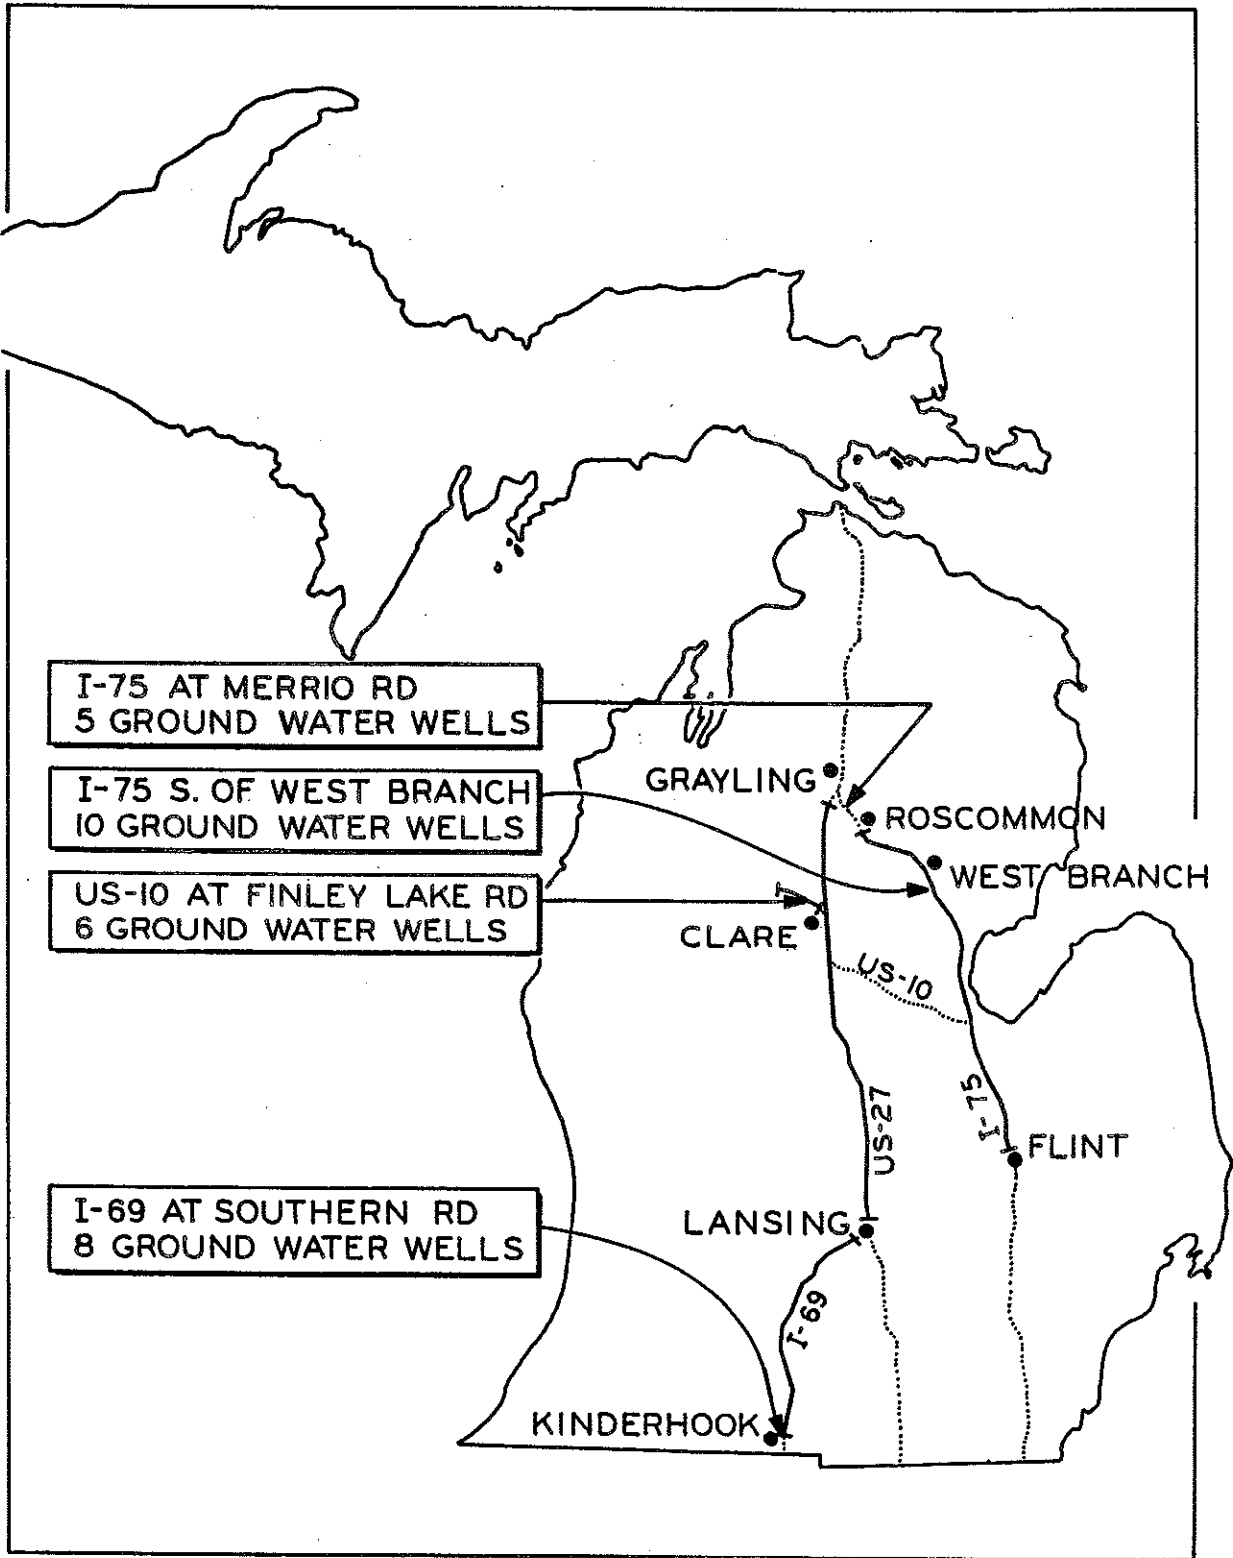 I-75 AT MERRIO RD
5 GROUND WATER WELLS
GRAYLING
I-75 S. OF WEST BRANCH
10 GROUND WATER WELLS
ROSCOMMON
WEST BRANCH
US-10 AT FINLEY LAKE RD
6 GROUND WATER WELLS
CLARE
US-10
I-75
US-27
FLINT
I-69 AT SOUTHERN RD
8 GROUND WATER WELLS
LANSING
I-69
KINDERHOOK